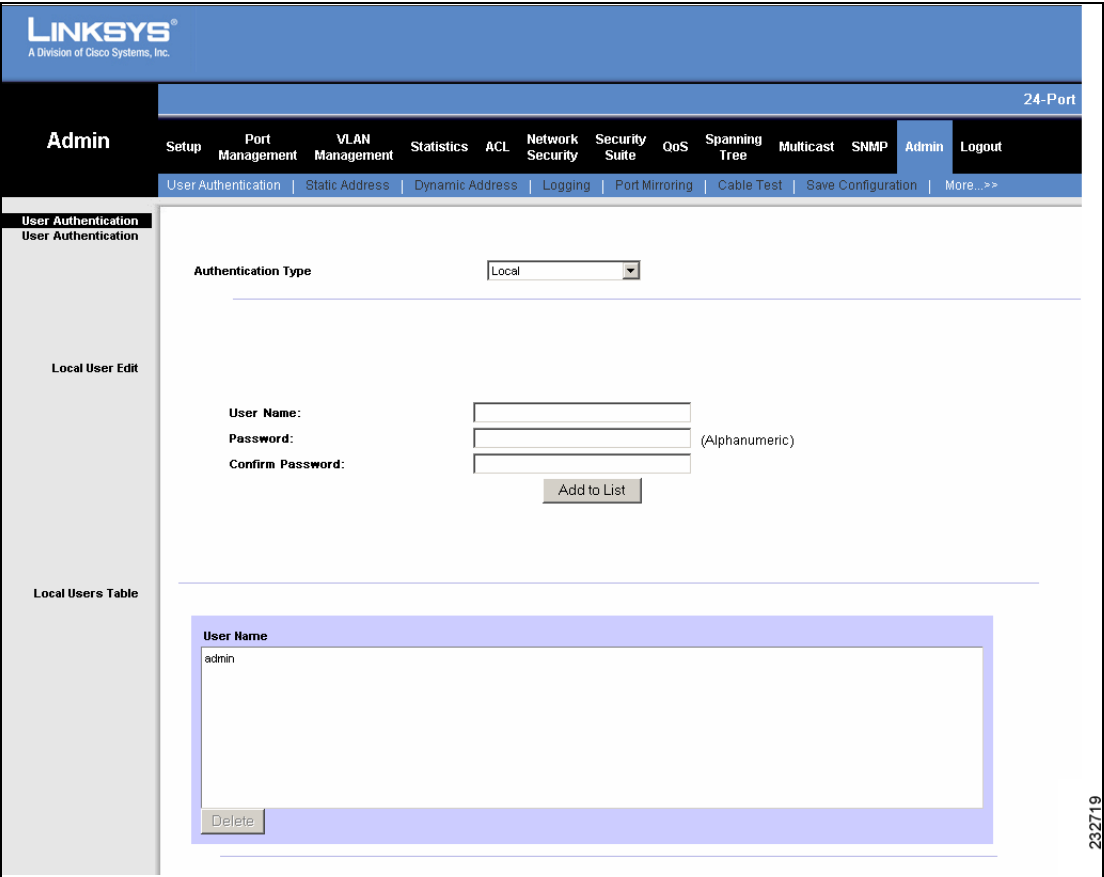 LINKSYS®
A Division of Cisco Systems, Inc.
24-Port
Admin
Setup Port Management VLAN Management Statistics ACL Network Security Security Suite QoS Spanning Tree Multicast SNMP Admin Logout
User Authentication | Static Address | Dynamic Address | Logging | Port Mirroring | Cable Test | Save Configuration | More...>>
User Authentication
User Authentication
Authentication Type Local
Local User Edit
User Name:
Password: (Alphanumeric)
Confirm Password:
Add to List
Local Users Table
User Name
admin
Delete
232719